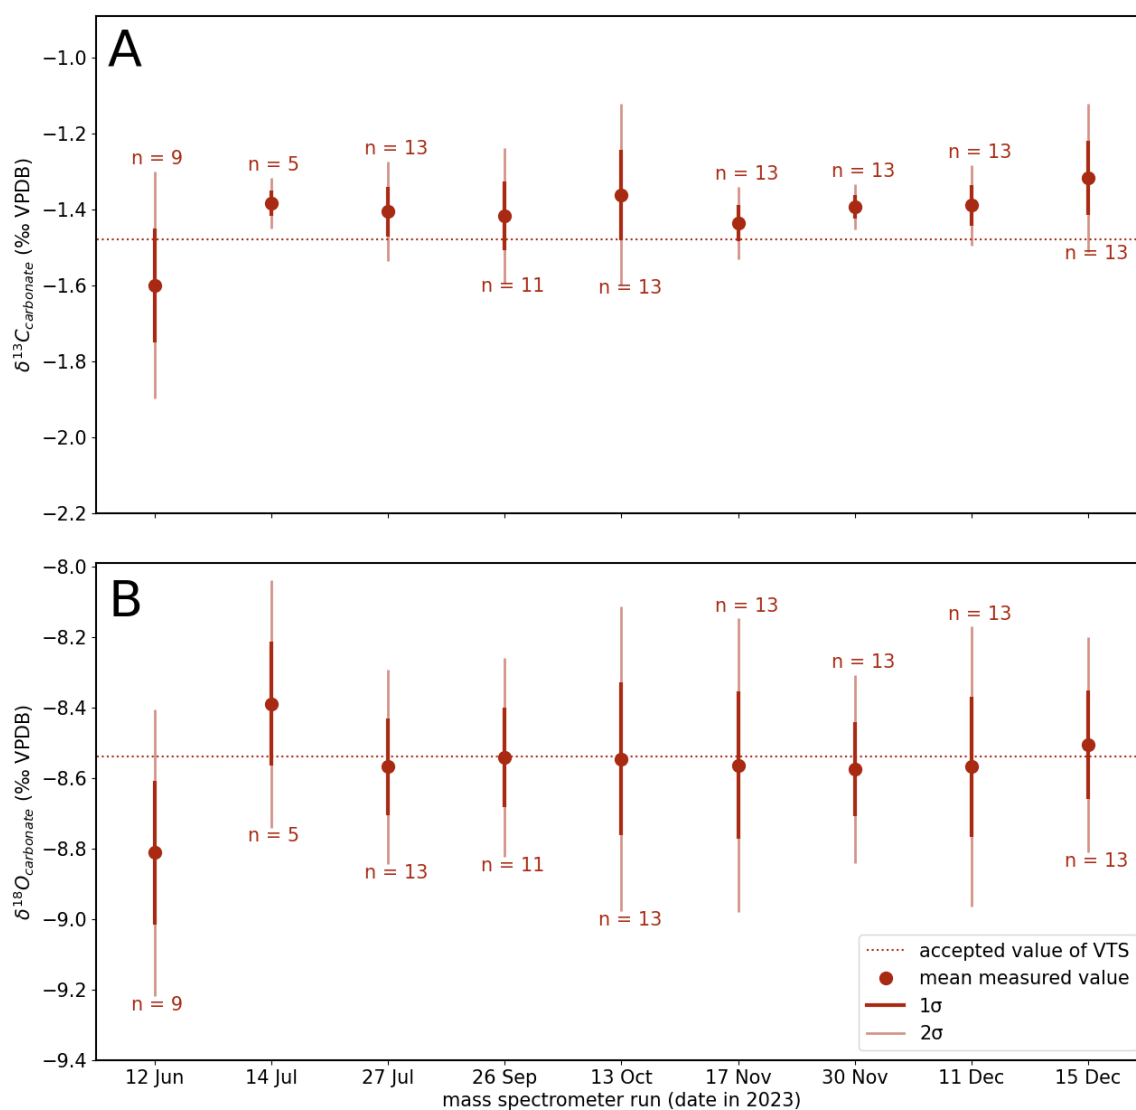 A
−1.0
−1.2
−1.4
−1.6
−1.8
−2.0
−2.2
δ¹³C_carbonate (‰ VPDB)
n = 9
n = 5
n = 13
n = 11
n = 13
n = 13
n = 13
n = 13
n = 13
B
−8.0
−8.2
−8.4
−8.6
−8.8
−9.0
−9.2
−9.4
δ¹⁸O_carbonate (‰ VPDB)
n = 9
n = 5
n = 13
n = 11
n = 13
n = 13
n = 13
n = 13
n = 13
accepted value of VTS
mean measured value
1σ
2σ
12 Jun 14 Jul 27 Jul 26 Sep 13 Oct 17 Nov 30 Nov 11 Dec 15 Dec
mass spectrometer run (date in 2023)